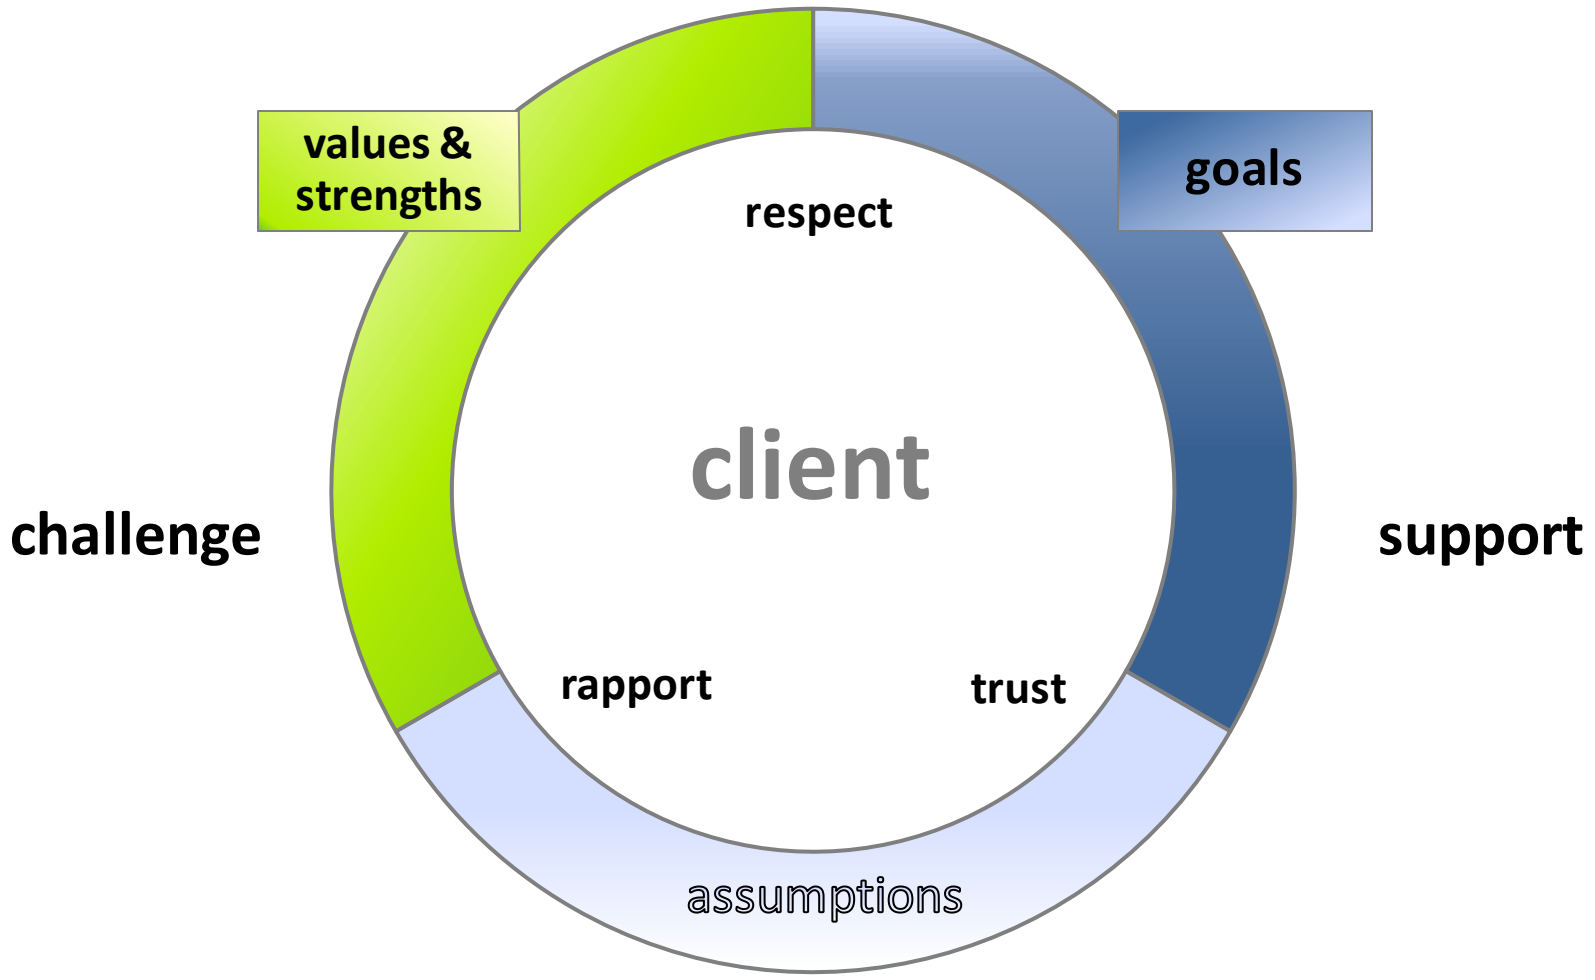 values &
strengths
goals
respect
client
challenge
support
rapport
trust
assumptions